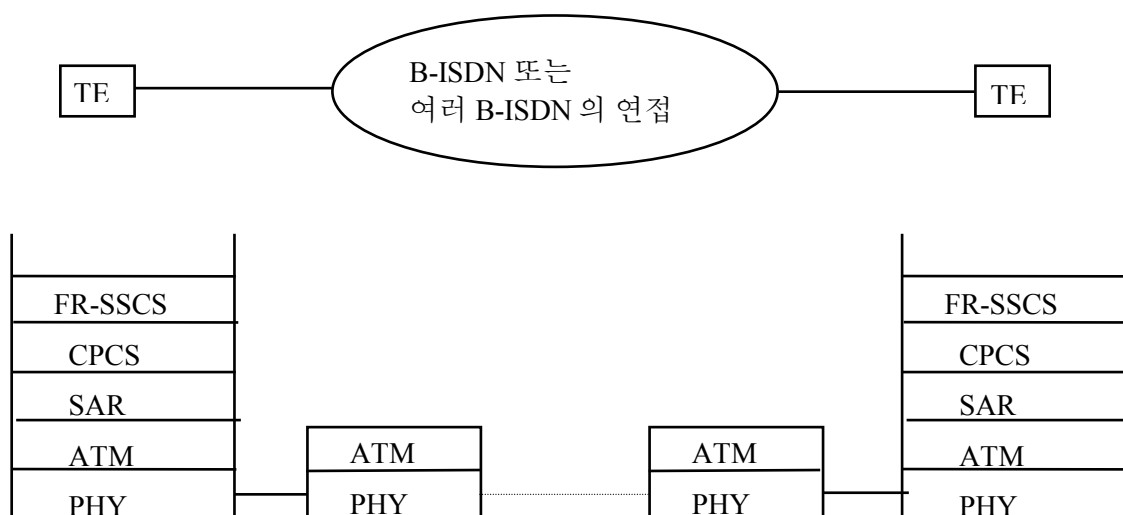 B-ISDN 또는
TE
TE
여러 B-ISDN 의 연접
FR-SSCS
FR-SSCS
CPCS
CPCS
SAR
SAR
ATM
ATM
ATM
ATM
PHY
PHY
PHY
PHY